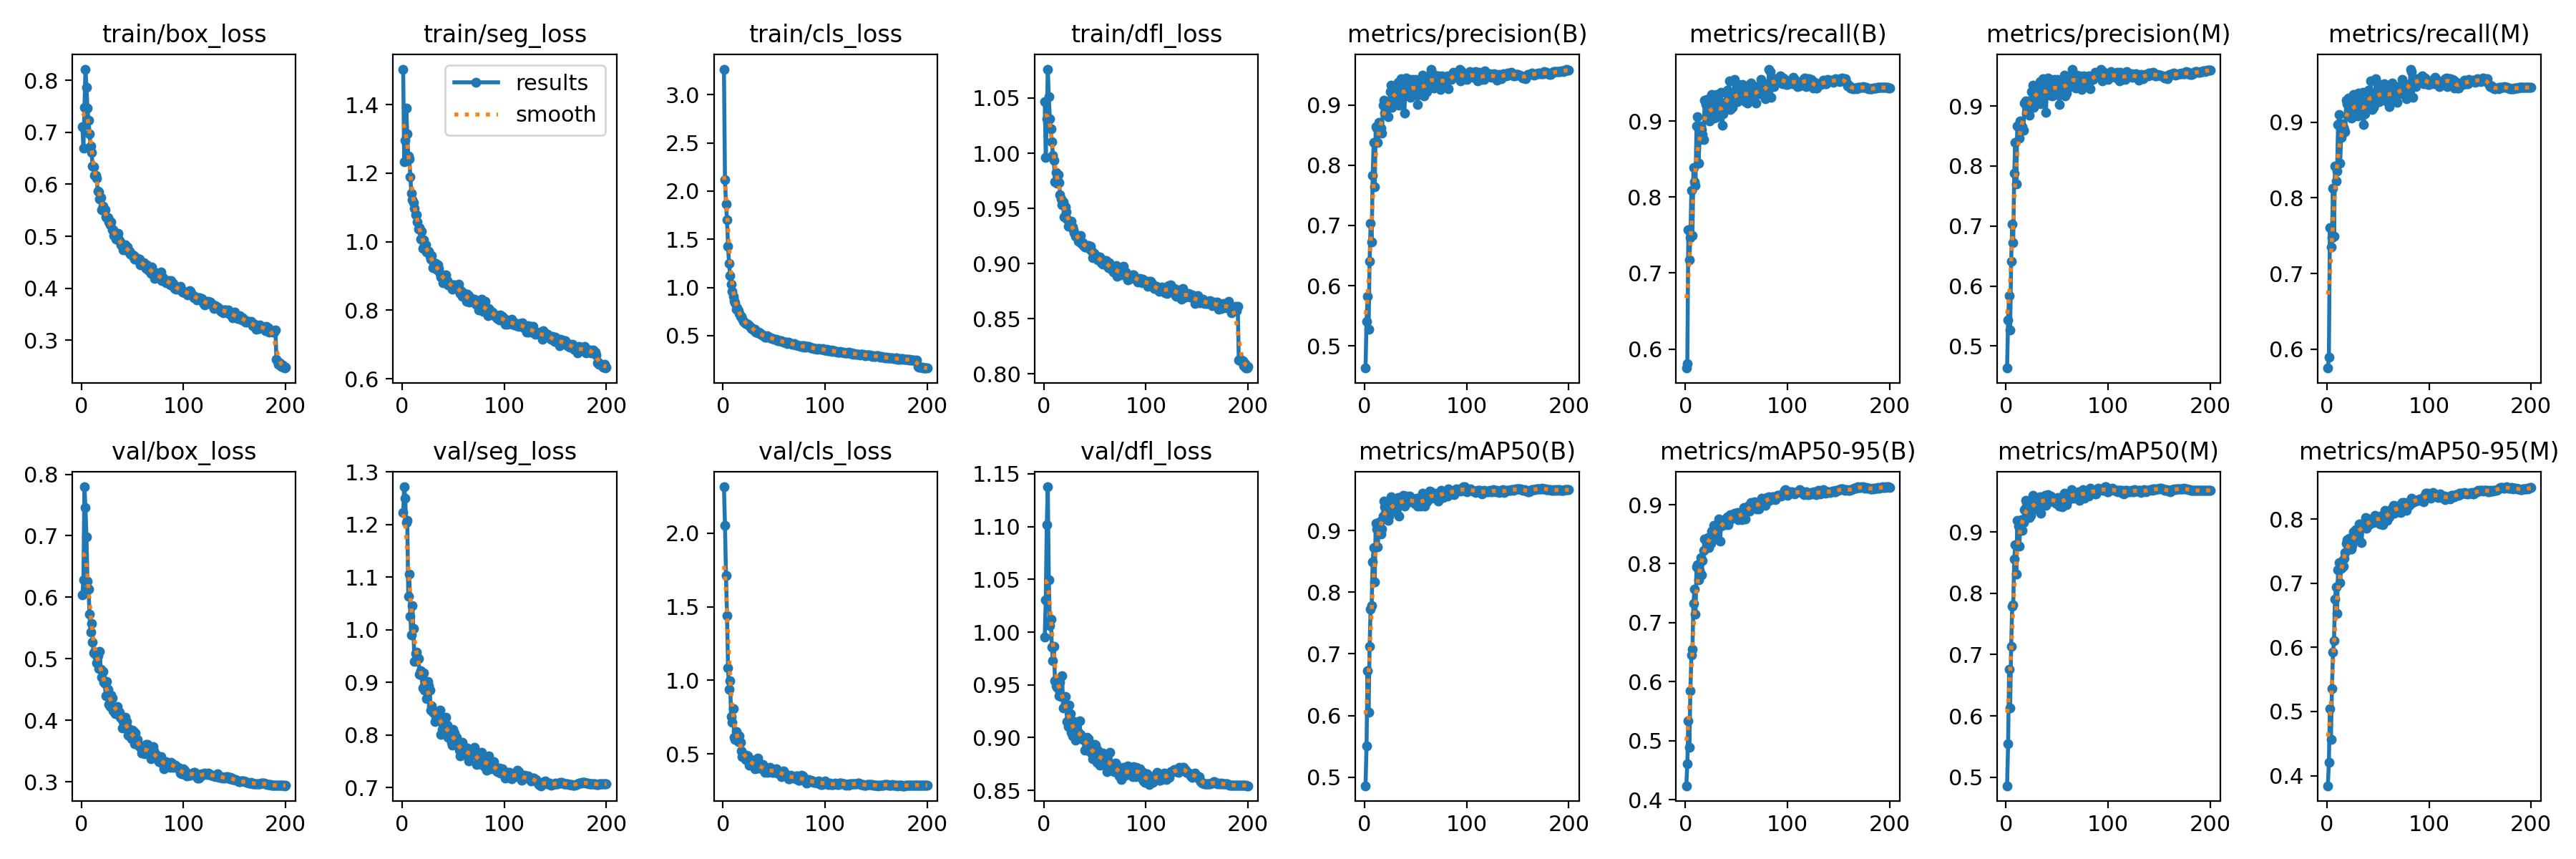 train/box_loss
train/seg_loss
train/cls_loss
train/dfl_loss
metrics/precision(B)
metrics/recall(B)
metrics/precision(M)
metrics/recall(M)
results
smooth
0.8
0.7
0.6
0.5
0.4
0.3
0 100 200
1.4
1.2
1.0
0.8
0.6
0 100 200
3.0
2.5
2.0
1.5
1.0
0.5
0 100 200
1.05
1.00
0.95
0.90
0.85
0.80
0 100 200
0.9
0.8
0.7
0.6
0.5
0 100 200
0.9
0.8
0.7
0.6
0 100 200
0.9
0.8
0.7
0.6
0.5
0 100 200
0.9
0.8
0.7
0.6
0 100 200
val/box_loss
val/seg_loss
val/cls_loss
val/dfl_loss
metrics/mAP50(B)
metrics/mAP50-95(B)
metrics/mAP50(M)
metrics/mAP50-95(M)
0.8
0.7
0.6
0.5
0.4
0.3
0 100 200
1.3
1.2
1.1
1.0
0.9
0.8
0.7
0 100 200
2.0
1.5
1.0
0.5
0 100 200
1.15
1.10
1.05
1.00
0.95
0.90
0.85
0 100 200
0.9
0.8
0.7
0.6
0.5
0 100 200
0.9
0.8
0.7
0.6
0.5
0.4
0 100 200
0.9
0.8
0.7
0.6
0.5
0 100 200
0.8
0.7
0.6
0.5
0.4
0 100 200